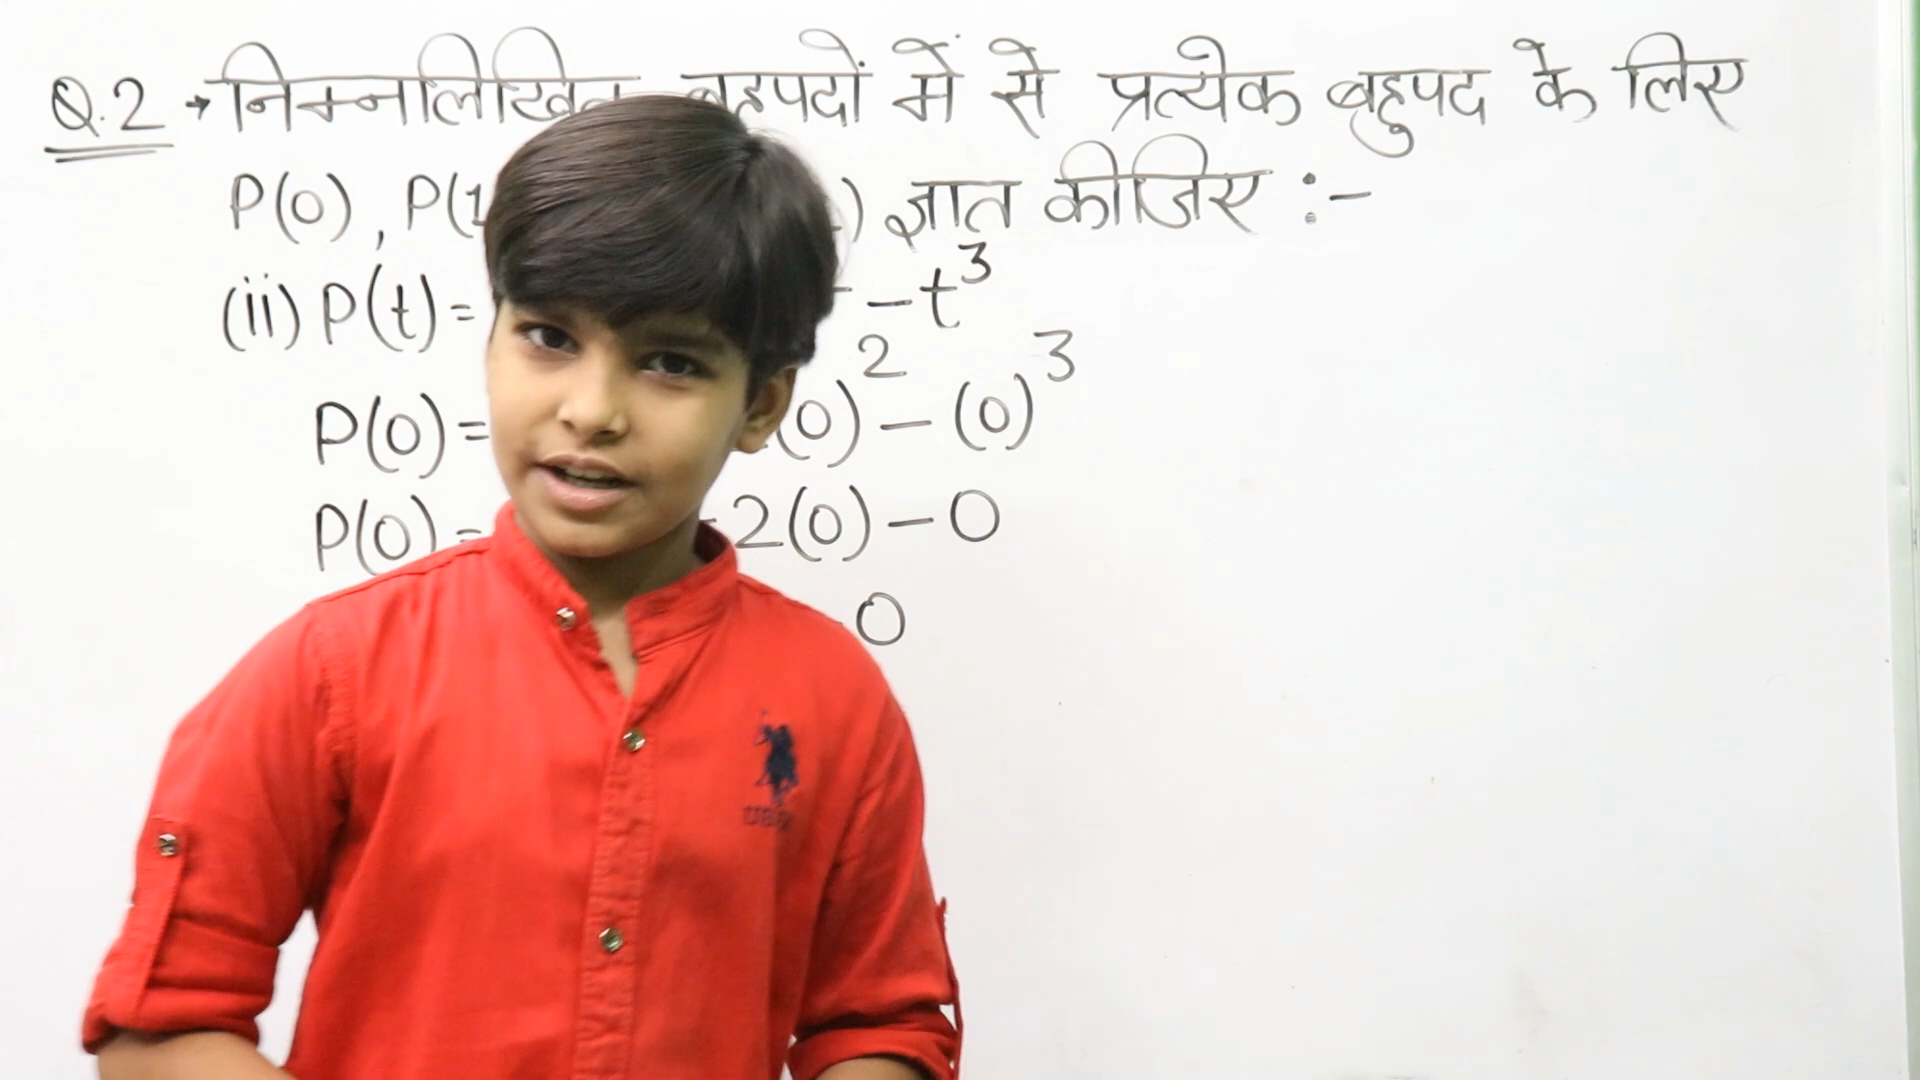 Q.2 → निम्नलिखित बहुपदों में से प्रत्येक बहुपद के लिए
P(0), P(1 ) ज्ञात कीजिए :-
(ii) P(t)= -t³
P(0)= (0)² - (0)³
P(0)= 2(0) - 0
0